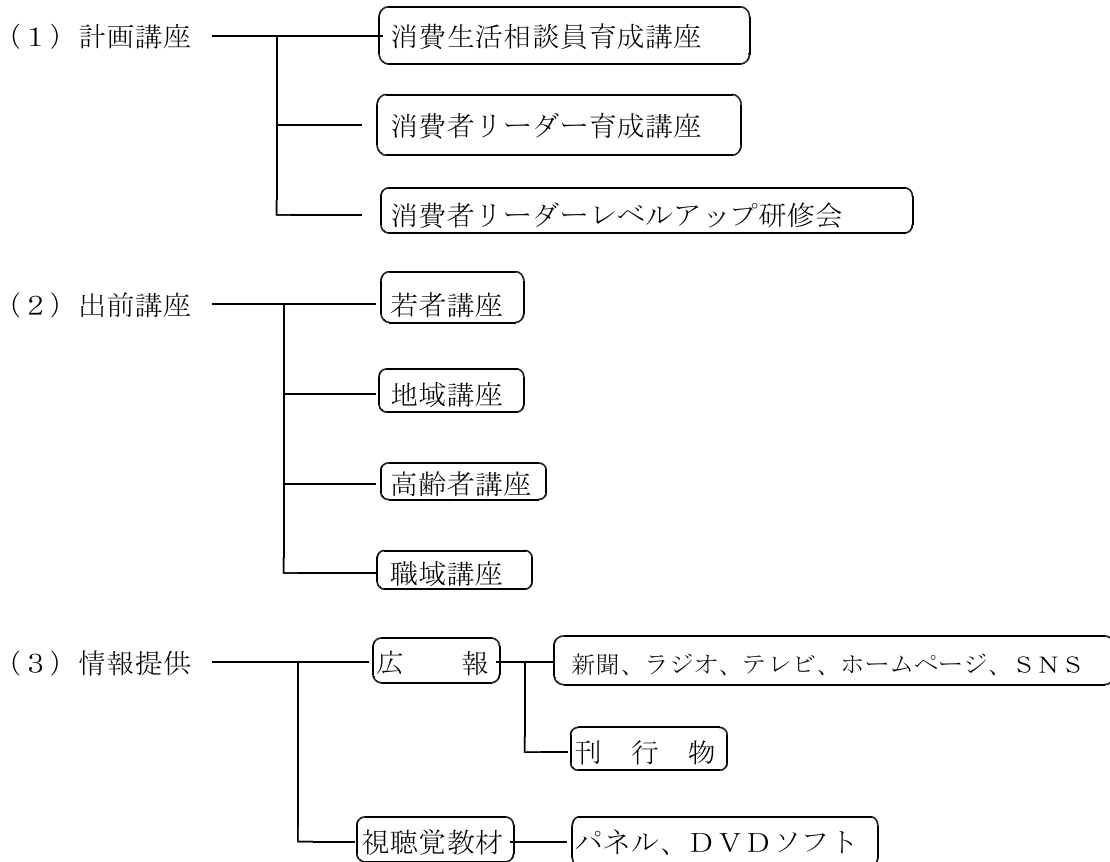 （１）計画講座 消費生活相談員育成講座
消費者リーダー育成講座
消費者リーダーレベルアップ研修会
（２）出前講座 若者講座
地域講座
高齢者講座
職域講座
（３）情報提供 広　　報 新聞、ラジオ、テレビ、ホームページ、ＳＮＳ
刊　行　物
視聴覚教材 パネル、ＤＶＤソフト